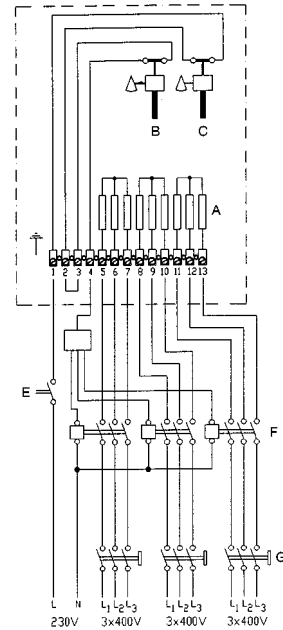 B C
A
1 2 3 4 5 6 7 8 9 10 11 12 13
E
F
G
L N L1 L2 L3 L1 L2 L3 L1 L2 L3
230V 3x400V 3x400V 3x400V